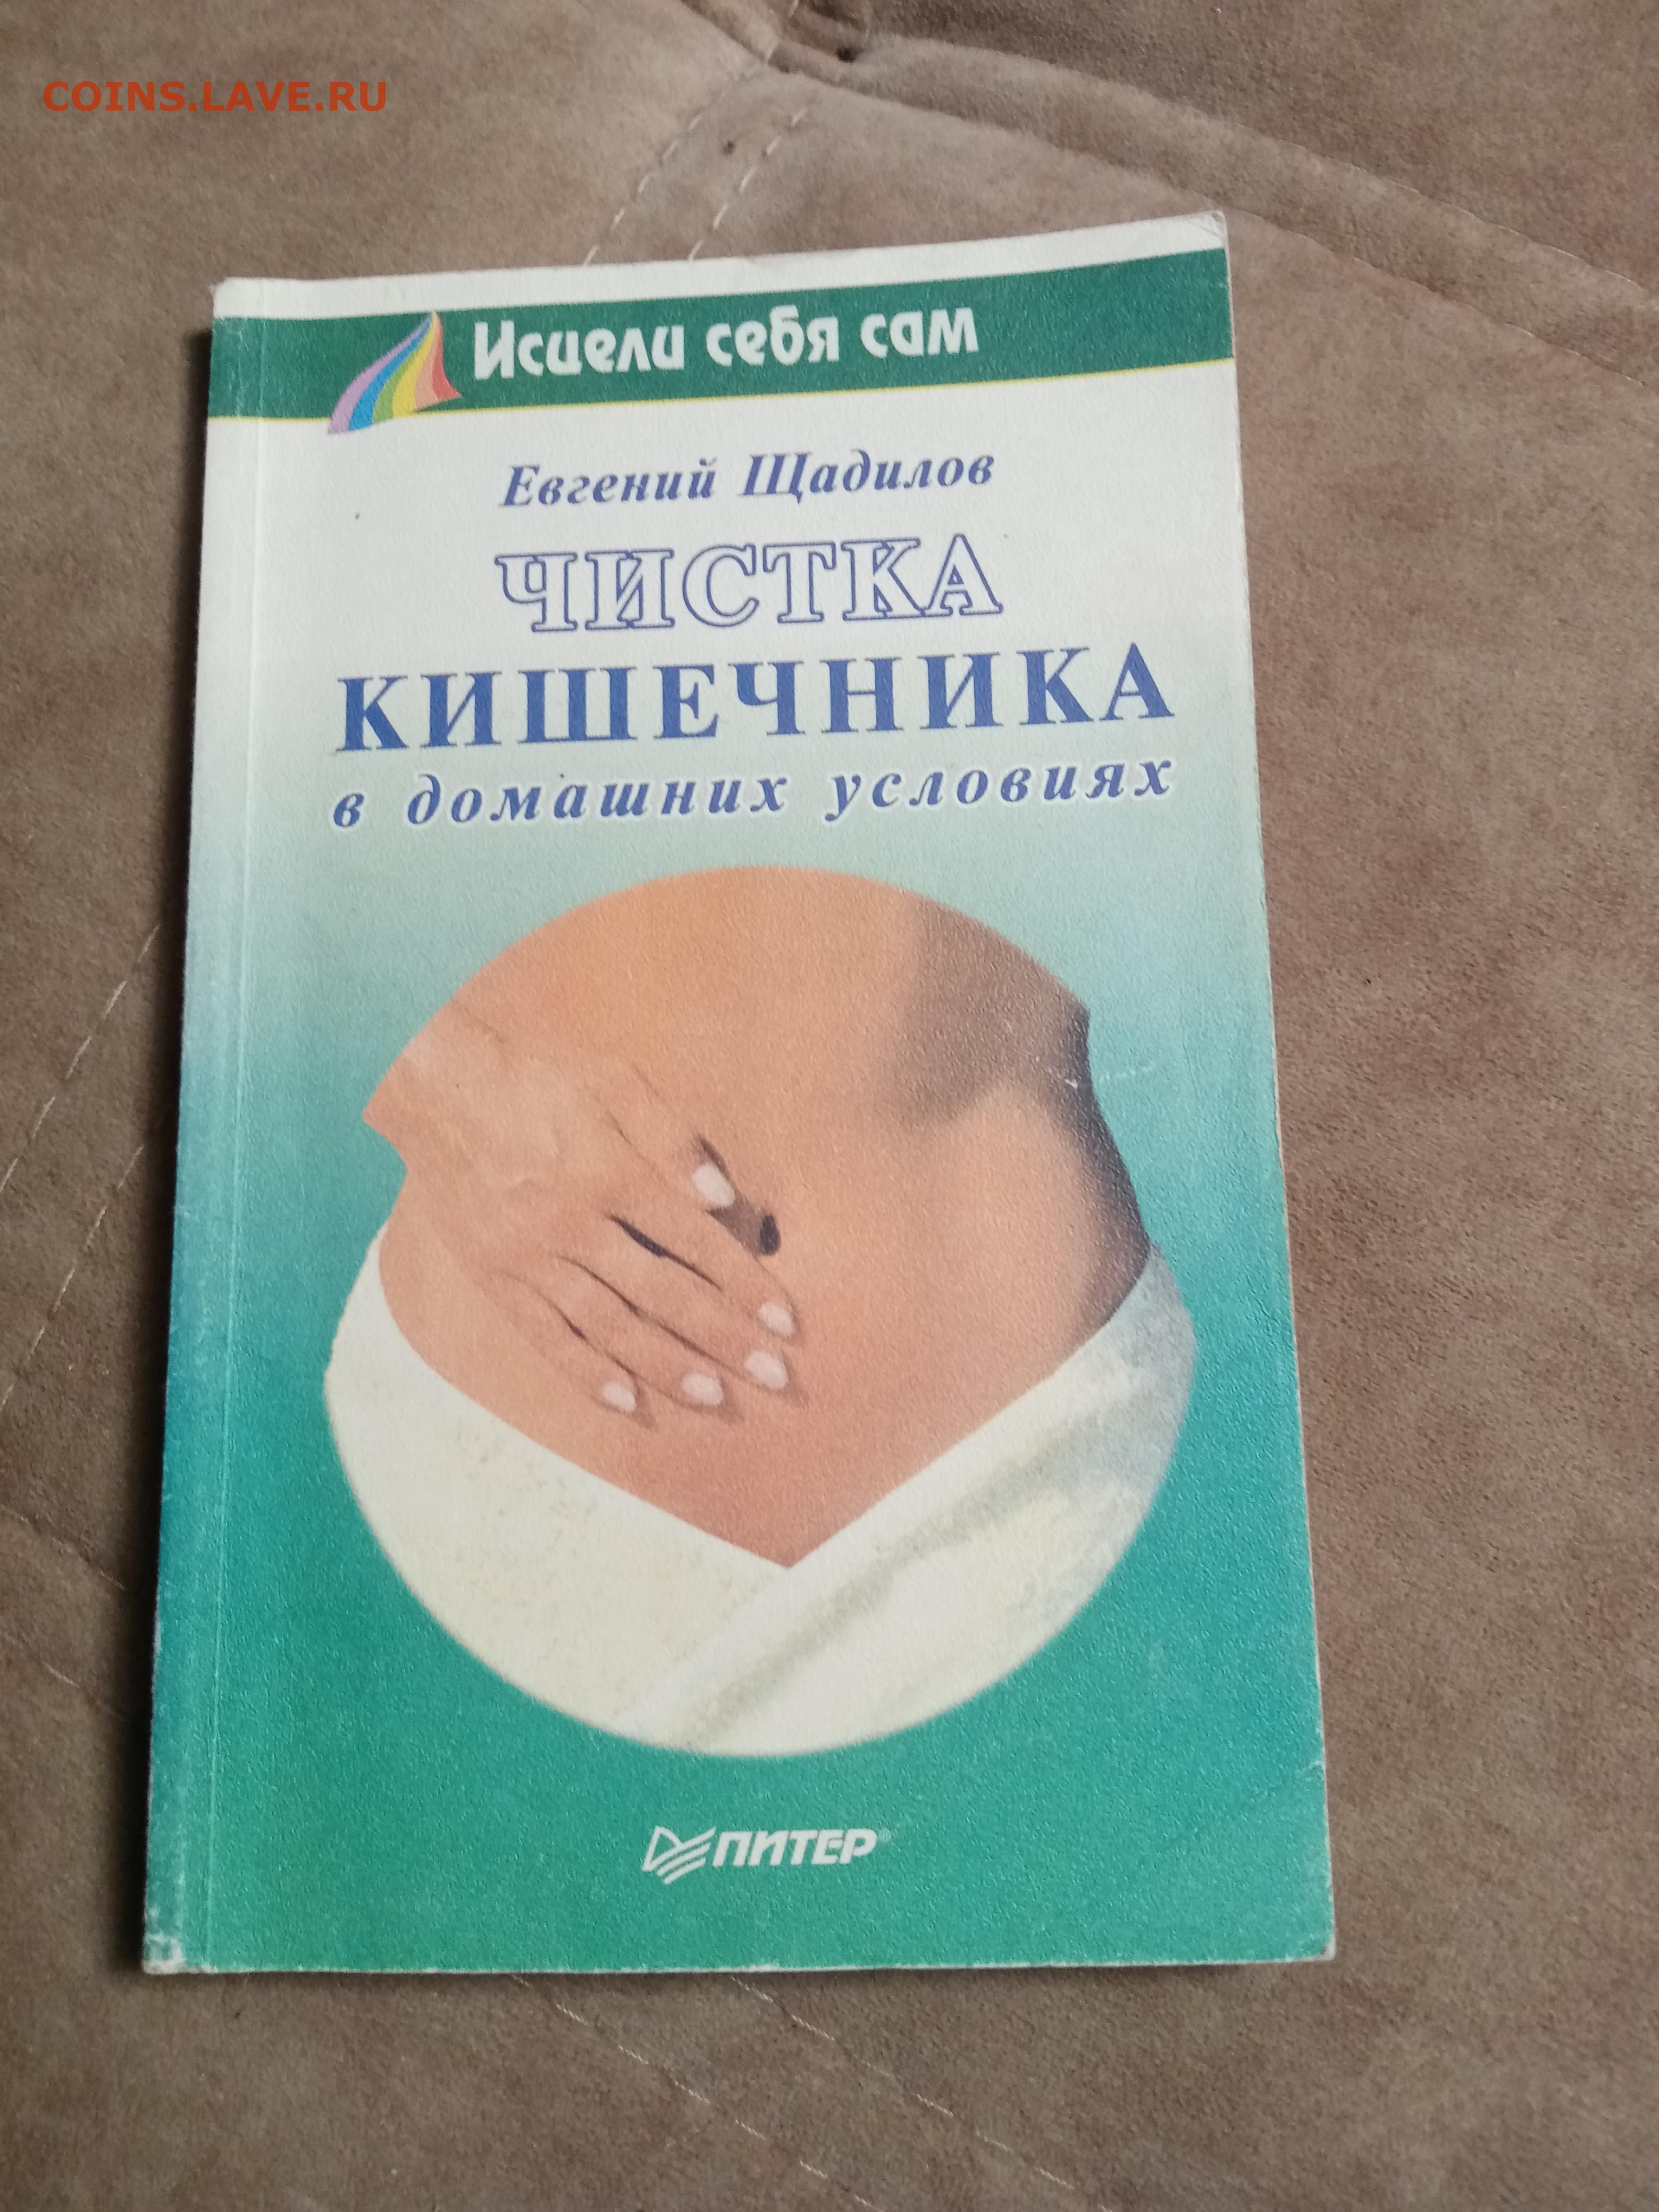 COINS.LAVE.RU
Исцели себя сам
Евгений Щадилов
ЧИСТКА
КИШЕЧНИКА
в домашних условиях
ПИТЕР®